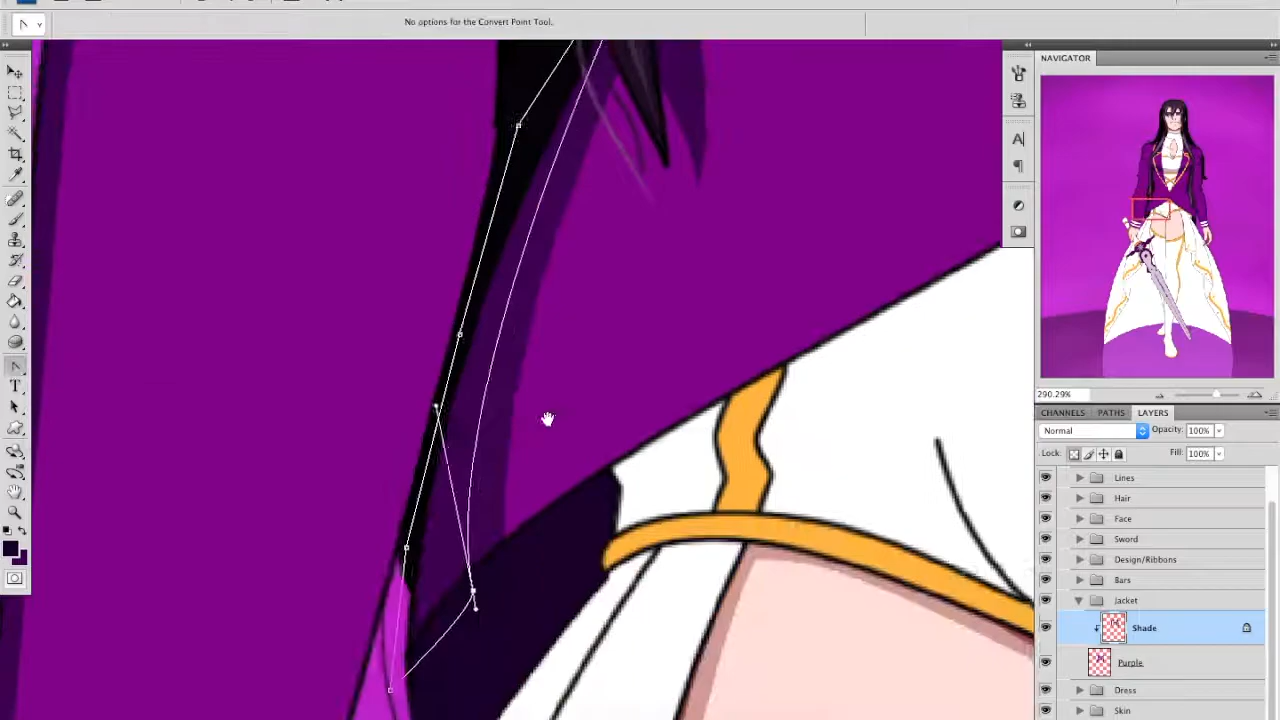 No options for the Convert Point Tool.
NAVIGATOR
290.29%
CHANNELS PATHS LAYERS
Normal Opacity: 100%
Lock: Fill: 100%
Lines
Hair
Face
Sword
Design/Ribbons
Bars
Jacket
Shade
Purple
Dress
Skin